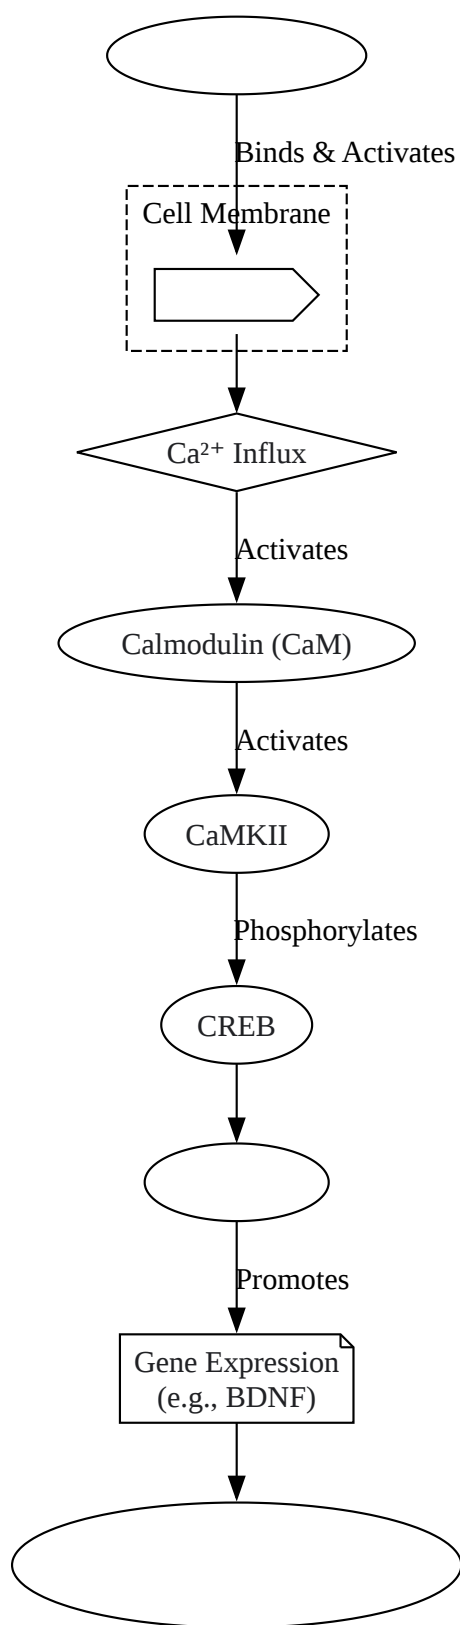 Binds & Activates
Cell Membrane
Ca²⁺ Influx
Activates
Calmodulin (CaM)
Activates
CaMKII
Phosphorylates
CREB
Promotes
Gene Expression
(e.g., BDNF)